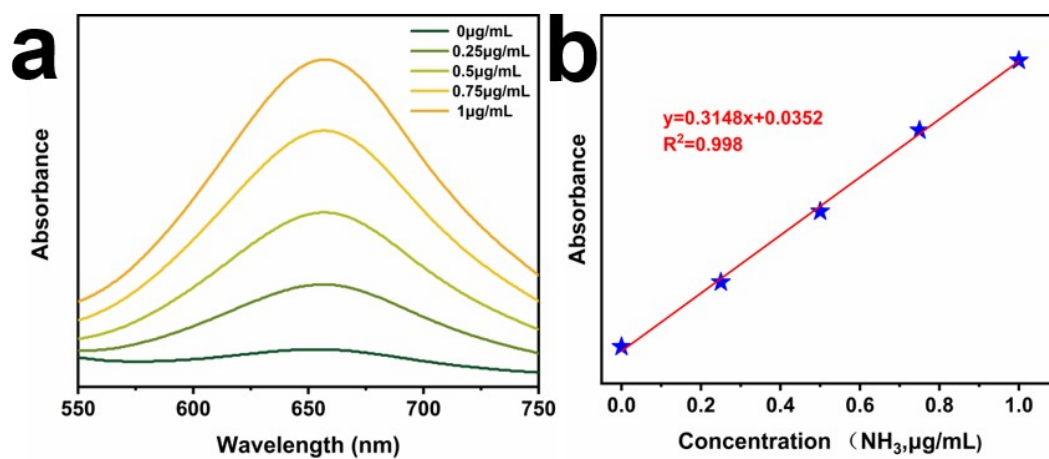 a
0μg/mL
0.25μg/mL
0.5μg/mL
0.75μg/mL
1μg/mL
Absorbance
550 600 650 700 750
Wavelength (nm)
b
y=0.3148x+0.0352
R²=0.998
Absorbance
0.0 0.2 0.4 0.6 0.8 1.0
Concentration （NH₃,μg/mL)